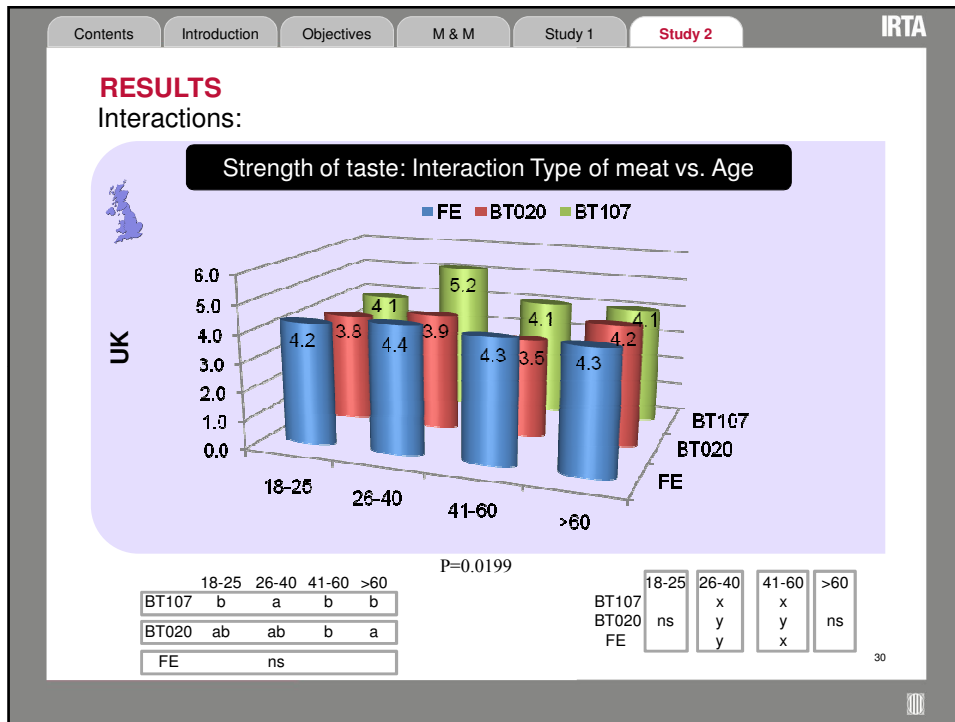 Contents Introduction Objectives M & M Study 1 Study 2 IRTA
RESULTS
Interactions:
Strength of taste: Interaction Type of meat vs. Age
FE BT020 BT107
UK
6.0
5.0
4.0
3.0
2.0
1.0
0.0
4.1 5.2 4.1 4.1
3.8 3.9 3.5 4.2
4.2 4.4 4.3 4.3
18-25 26-40 41-60 >60
BT107
BT020
FE
P=0.0199
18-25 26-40 41-60 >60
BT107 b a b b
BT020 ab ab b a
FE ns
18-25 26-40 41-60 >60
BT107 x x
BT020 ns y y ns
FE y x
30